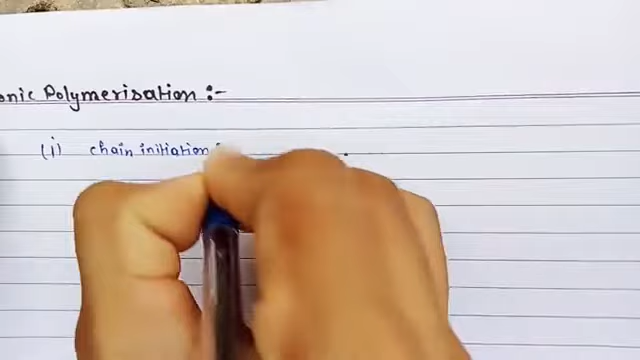 onic Polymerisation :-
(i) chain initiation :